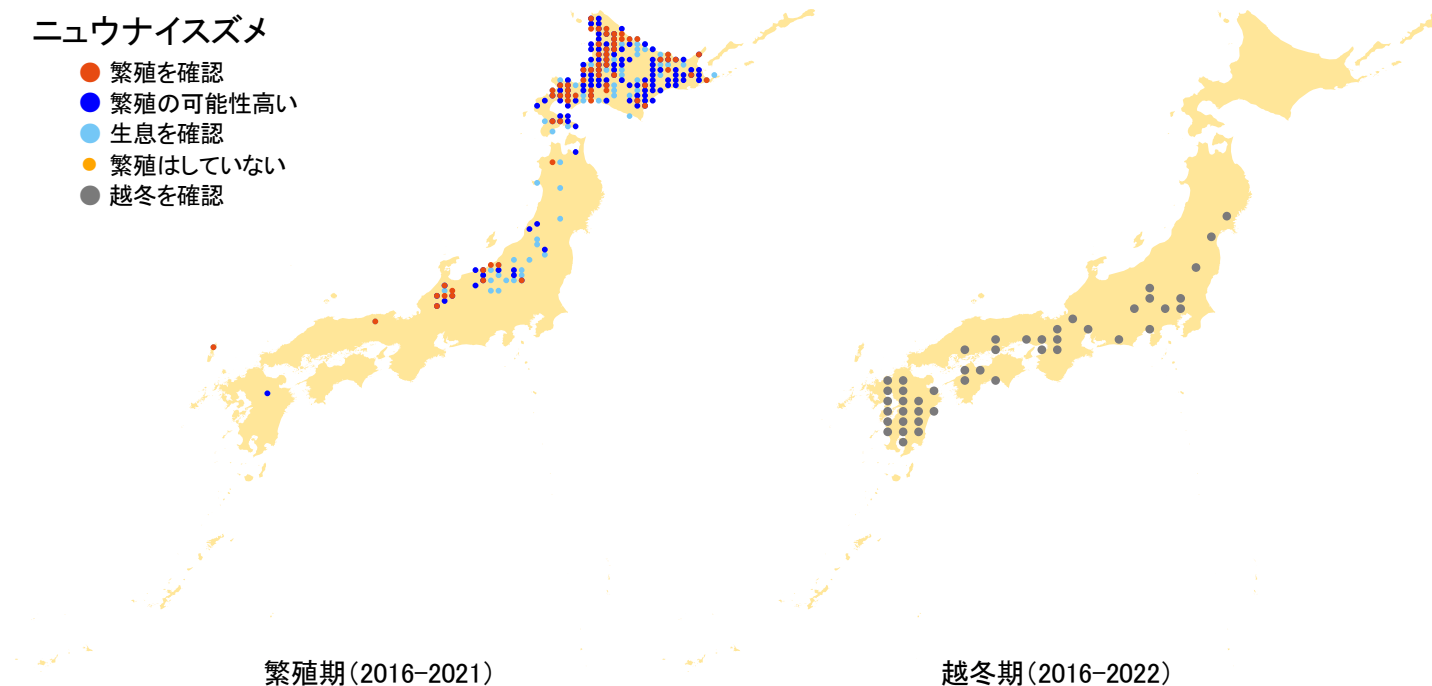 ニュウナイスズメ
繁殖を確認
繁殖の可能性高い
生息を確認
繁殖はしていない
越冬を確認
繁殖期（2016-2021）
越冬期（2016-2022）